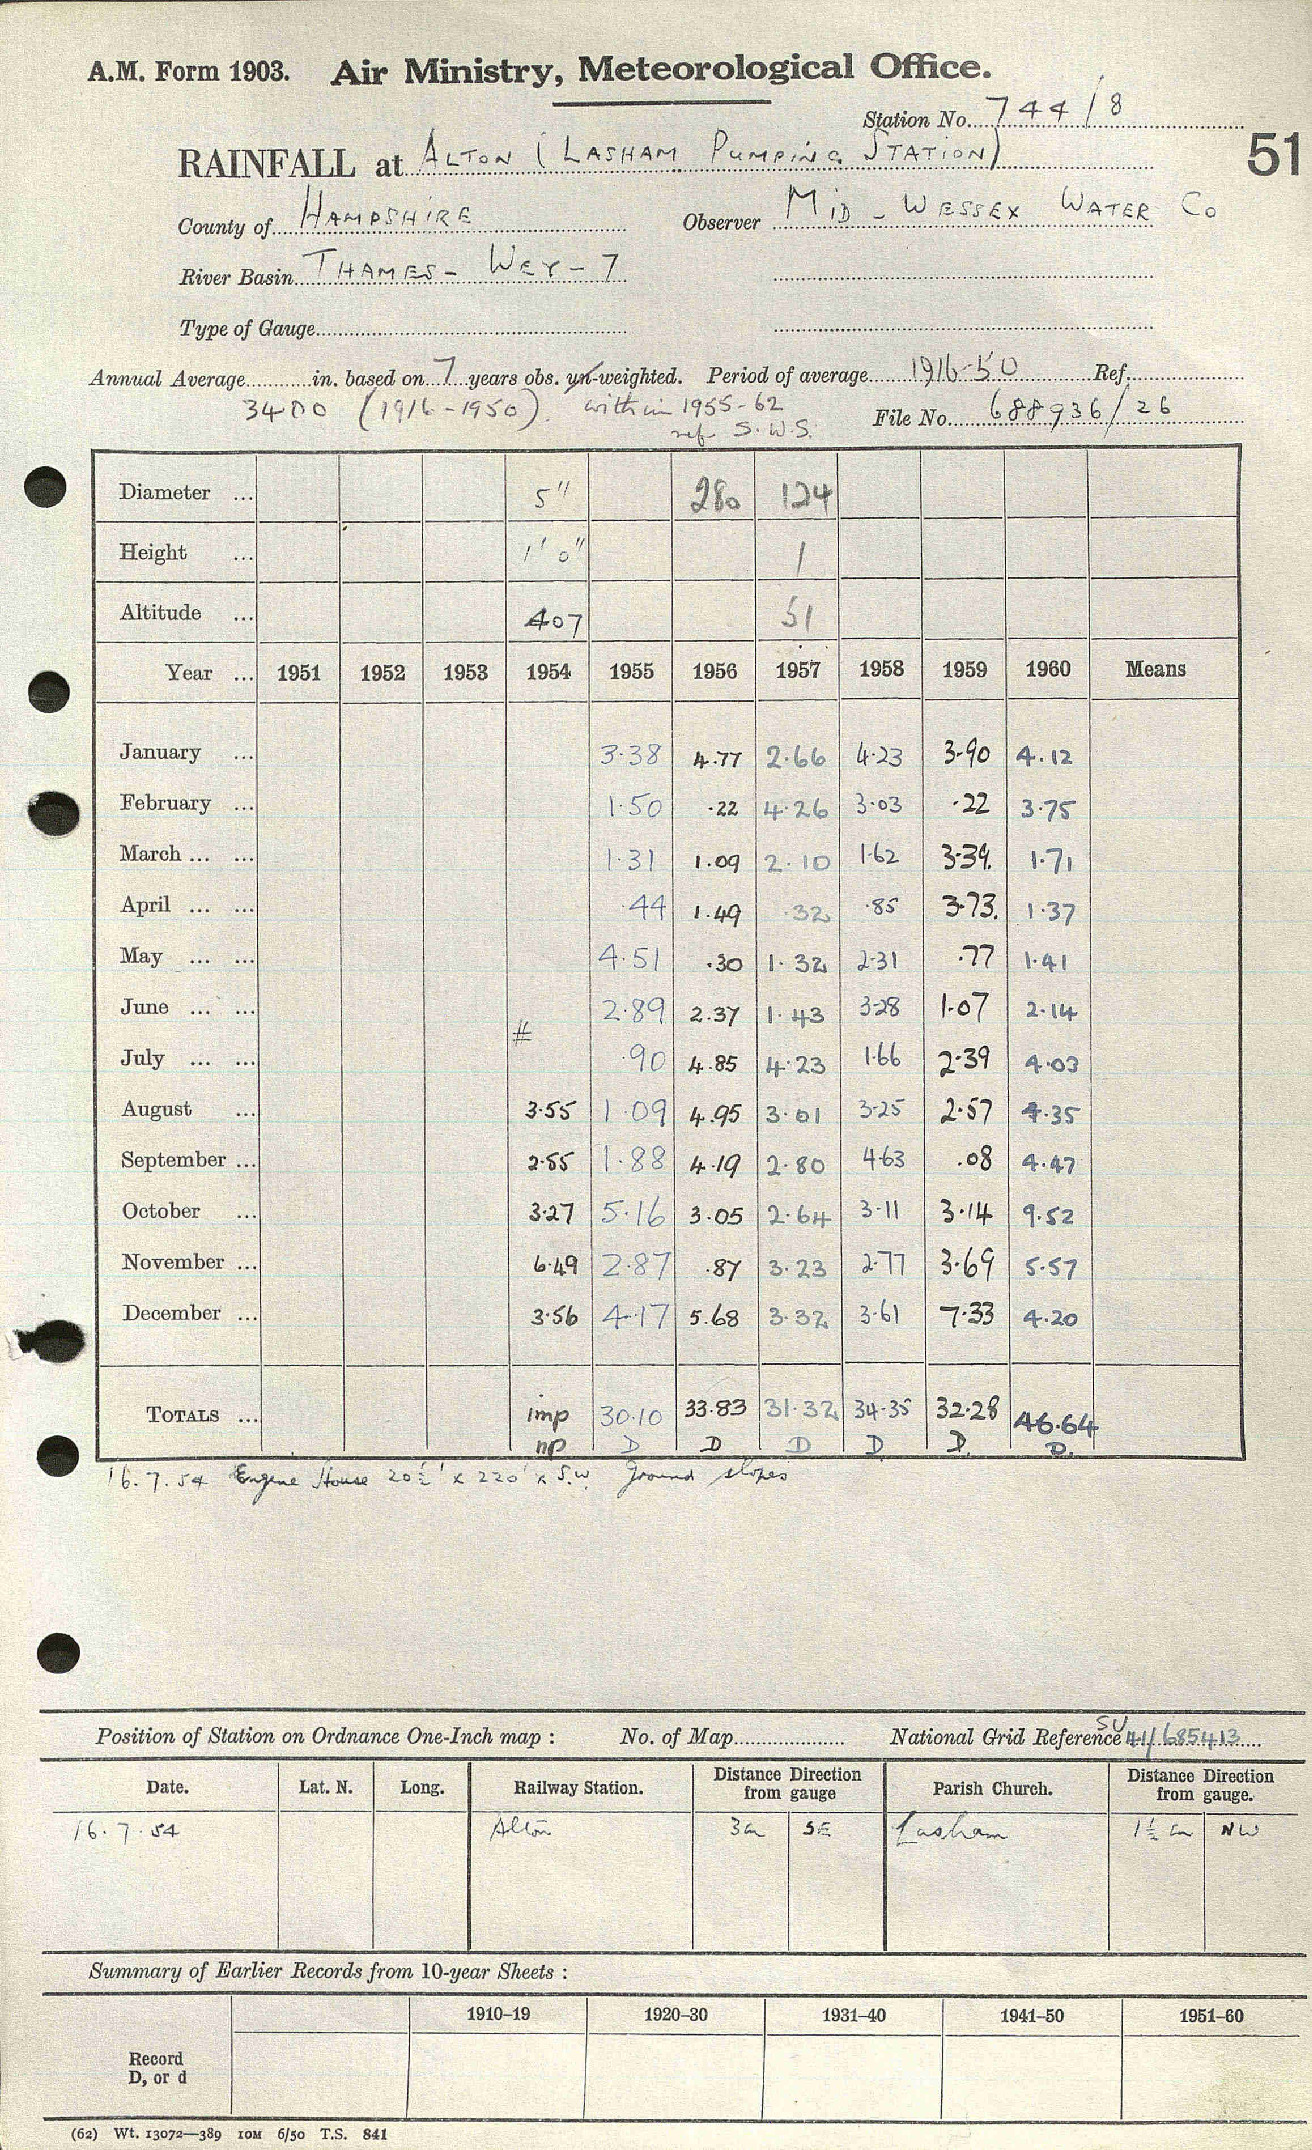 A.M. Form 1903. Air Ministry, Meteorological Office.
Station No. 744/8
RAINFALL at ALTON (LASHAM PUMPING STATION) 51
County of HAMPSHIRE Observer MID-WESSEX WATER Co
River Basin THAMES - WEY - 7
Type of Gauge
Annual Average in. based on 7 years obs. un-weighted. Period of average 1916-50 Ref.
3400 (1916-1950). within 1955-62 File No. 688936/26
ref S.W.S.
Diameter ... 5" 280 124
Height ... 1' 0" 1
Altitude ... 407 51
Year ... 1951 1952 1953 1954 1955 1956 1957 1958 1959 1960 Means
January ... 3.38 4.77 2.66 4.23 3.90 4.12
February ... 1.50 .22 4.26 3.03 .22 3.75
March ... ... 1.31 1.09 2.10 1.62 3.39 1.71
April ... ... .44 1.49 .32 .85 3.73 1.37
May ... ... 4.51 .30 1.32 2.31 .77 1.41
June ... ... 2.89 2.37 1.43 3.28 1.07 2.14
#
July ... ... .90 4.85 4.23 1.66 2.39 4.03
August ... 3.55 1.09 4.95 3.01 3.25 2.57 4.35
September ... 2.55 1.88 4.19 2.80 4.63 .08 4.47
October ... 3.27 5.16 3.05 2.64 3.11 3.14 9.52
November ... 6.49 2.87 .87 3.23 2.77 3.69 5.57
December ... 3.56 4.17 5.68 3.32 3.61 7.33 4.20
TOTALS ... imp 30.10 33.83 31.32 34.35 32.28 46.64
np D D D D D. D.
16.7.54 Engine House 20½' x 220' x S.W. Ground slopes
Position of Station on Ordnance One-Inch map : No. of Map National Grid Reference SU 41/685413
Date. Lat. N. Long. Railway Station. Distance Direction from gauge Parish Church. Distance Direction from gauge.
16.7.54 Alton 3m SE Lasham 1½ m NW
Summary of Earlier Records from 10-year Sheets :
1910–19 1920–30 1931–40 1941–50 1951–60
Record
D, or d
(62) Wt. 13072—389 10M 6/50 T.S. 841